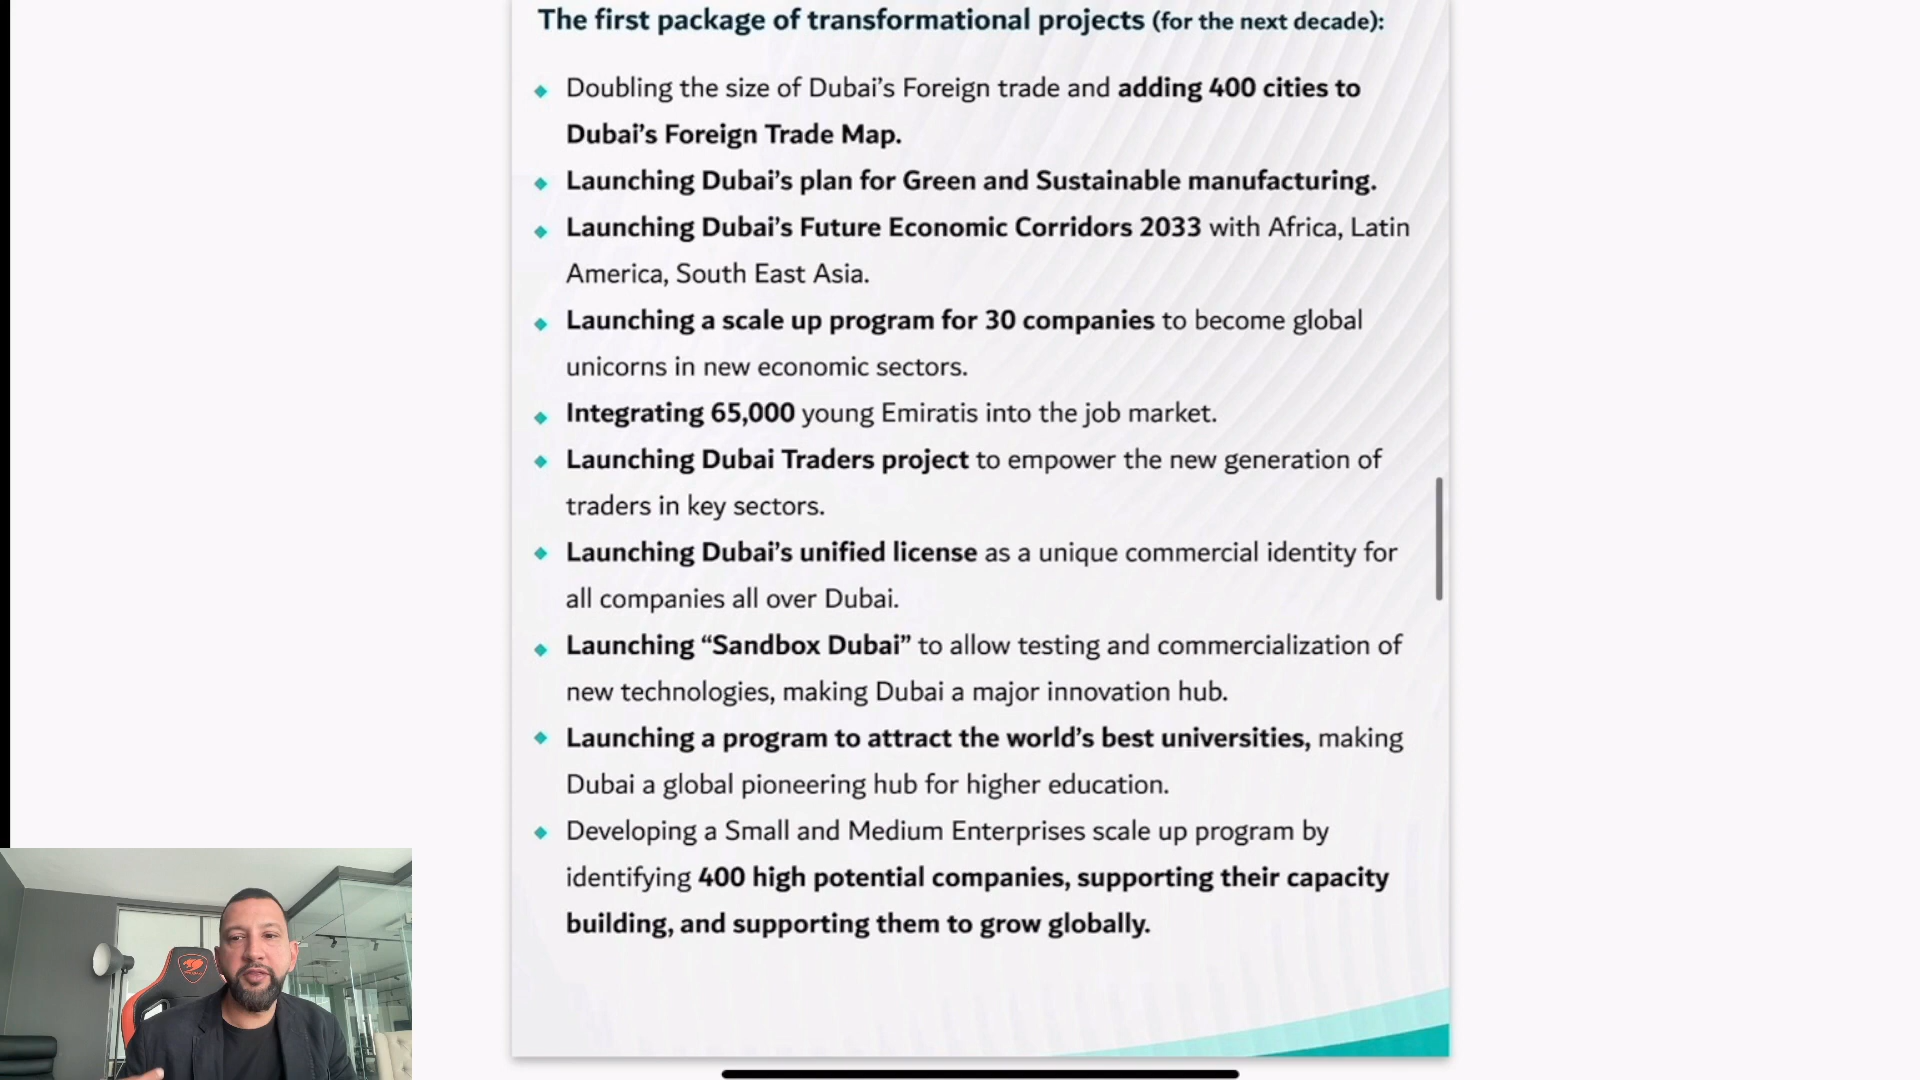 The first package of transformational projects (for the next decade):
Doubling the size of Dubai’s Foreign trade and adding 400 cities to
Dubai’s Foreign Trade Map.
Launching Dubai’s plan for Green and Sustainable manufacturing.
Launching Dubai’s Future Economic Corridors 2033 with Africa, Latin
America, South East Asia.
Launching a scale up program for 30 companies to become global
unicorns in new economic sectors.
Integrating 65,000 young Emiratis into the job market.
Launching Dubai Traders project to empower the new generation of
traders in key sectors.
Launching Dubai’s unified license as a unique commercial identity for
all companies all over Dubai.
Launching “Sandbox Dubai” to allow testing and commercialization of
new technologies, making Dubai a major innovation hub.
Launching a program to attract the world’s best universities, making
Dubai a global pioneering hub for higher education.
Developing a Small and Medium Enterprises scale up program by
identifying 400 high potential companies, supporting their capacity
building, and supporting them to grow globally.